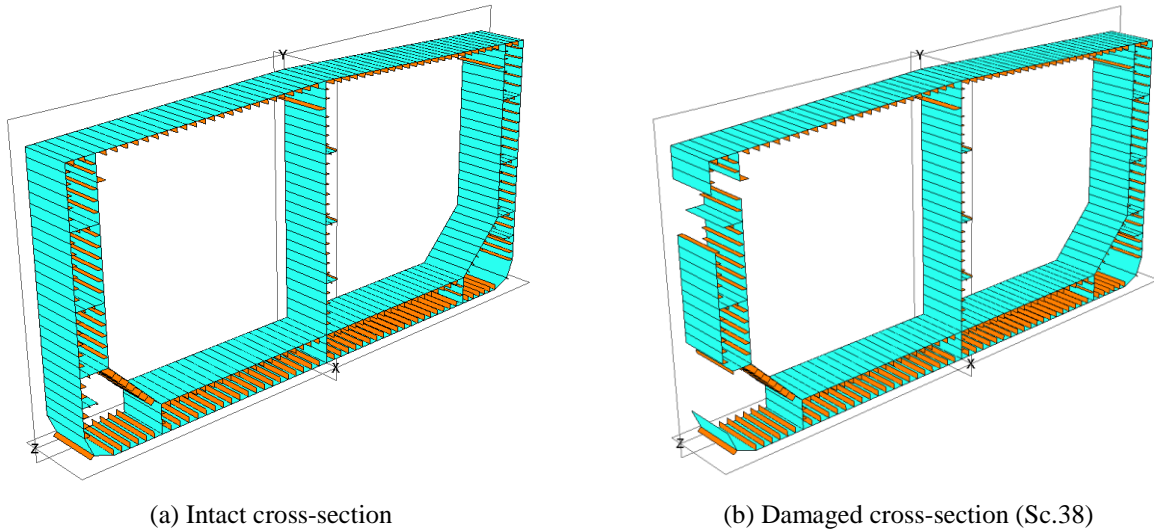 Y
X
Z
Y
X
Z
(a) Intact cross-section
(b) Damaged cross-section (Sc.38)